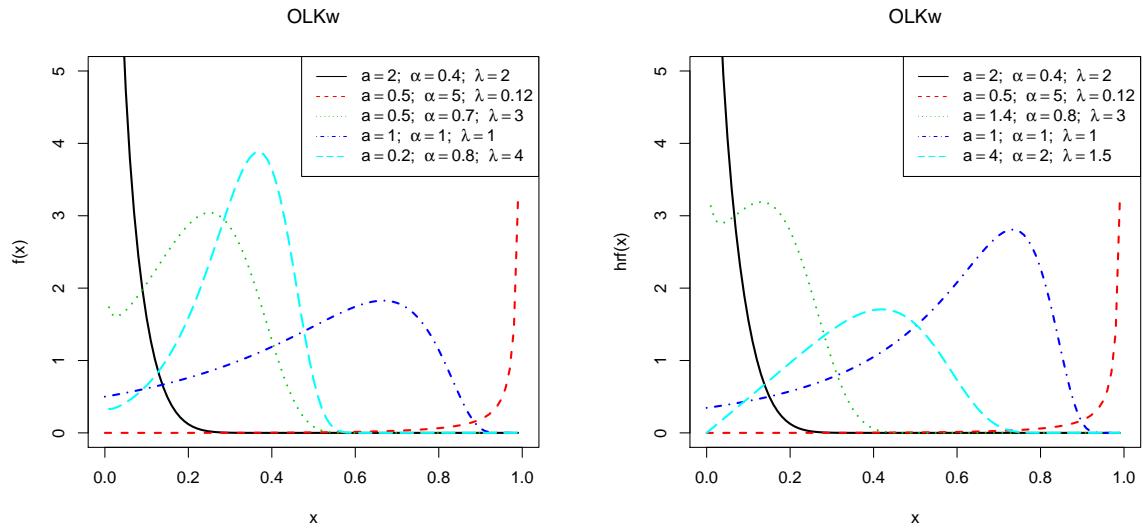 OLKw
f(x)
5
4
3
2
1
0
a = 2; α = 0.4; λ = 2
a = 0.5; α = 5; λ = 0.12
a = 0.5; α = 0.7; λ = 3
a = 1; α = 1; λ = 1
a = 0.2; α = 0.8; λ = 4
0.0 0.2 0.4 0.6 0.8 1.0
x
OLKw
hrf(x)
5
4
3
2
1
0
a = 2; α = 0.4; λ = 2
a = 0.5; α = 5; λ = 0.12
a = 1.4; α = 0.8; λ = 3
a = 1; α = 1; λ = 1
a = 4; α = 2; λ = 1.5
0.0 0.2 0.4 0.6 0.8 1.0
x